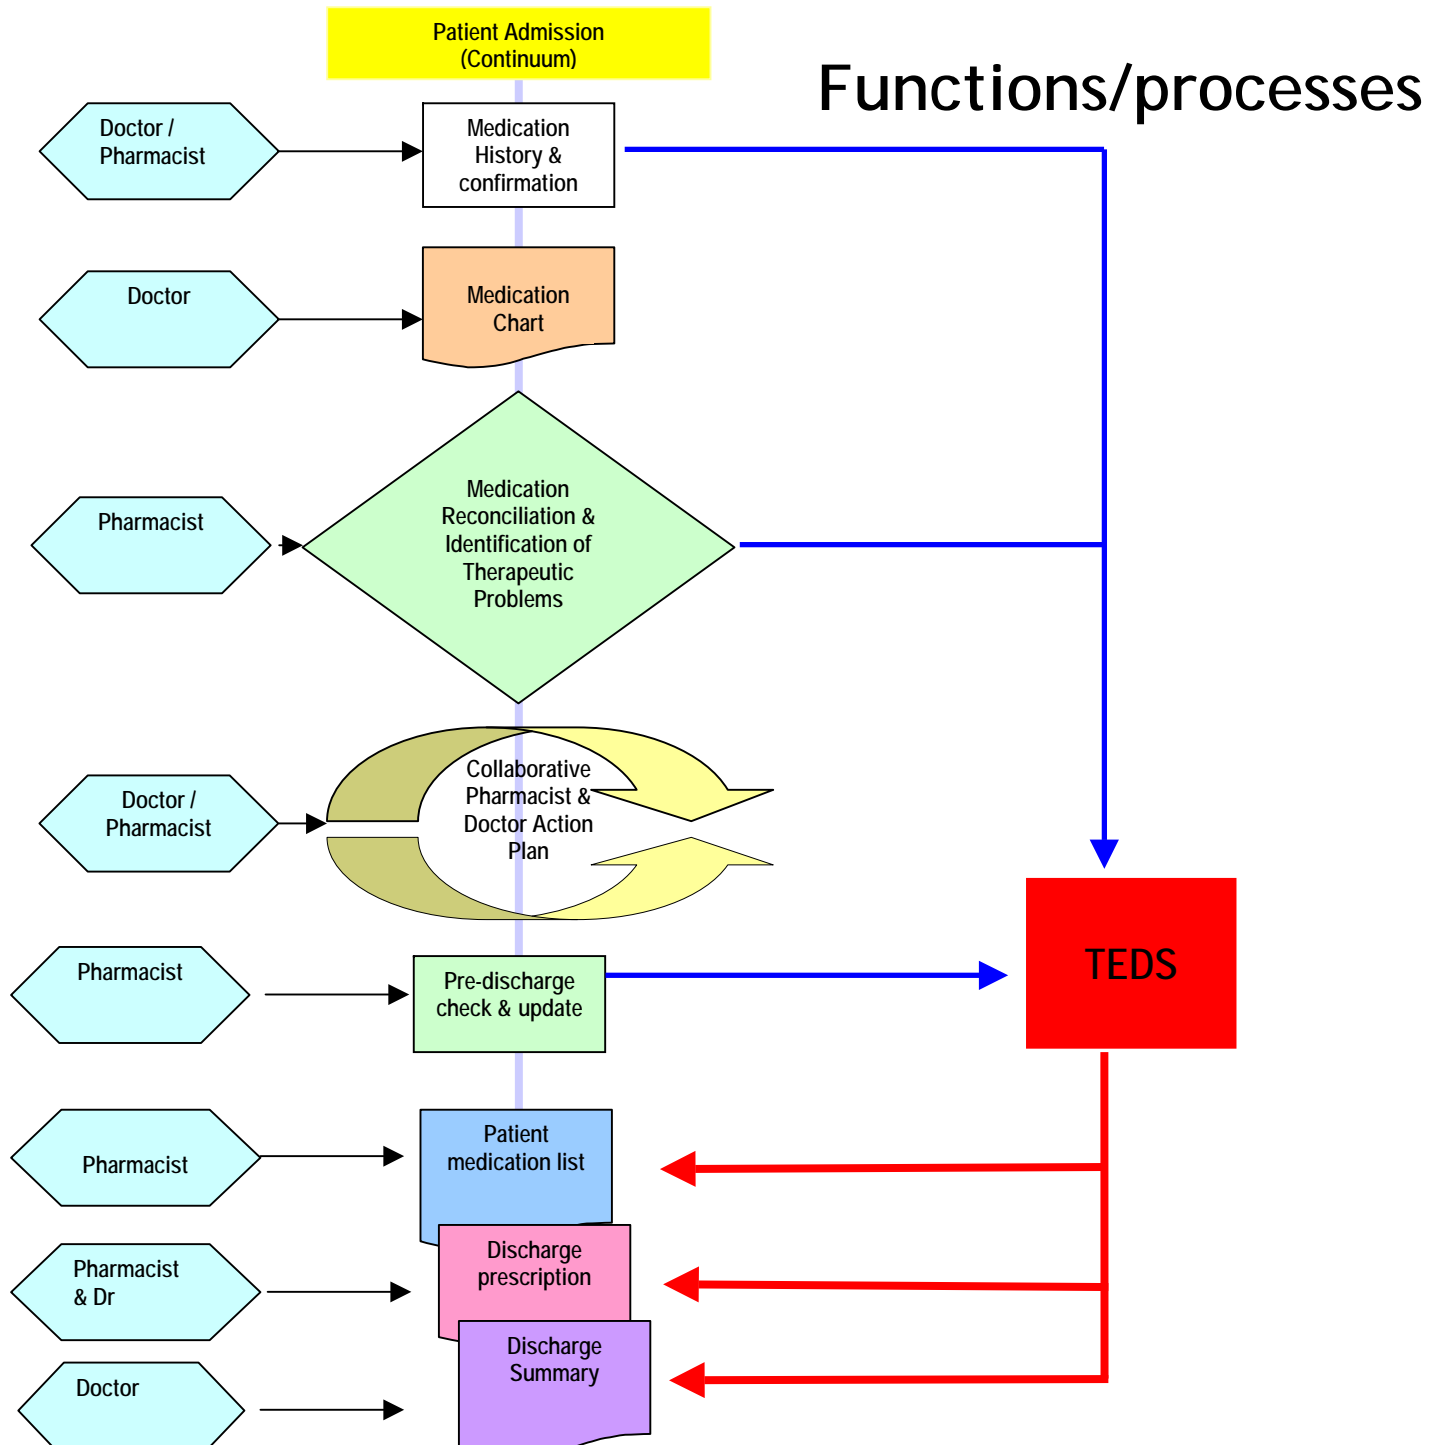 Patient Admission
(Continuum)
Functions/processes
Doctor /
Pharmacist
Medication
History &
confirmation
Doctor
Medication
Chart
Pharmacist
Medication
Reconciliation &
Identification of
Therapeutic
Problems
Doctor /
Pharmacist
Collaborative
Pharmacist &
Doctor Action
Plan
Pharmacist
Pre-discharge
check & update
TEDS
Pharmacist
Patient
medication list
Pharmacist
& Dr
Discharge
prescription
Doctor
Discharge
Summary